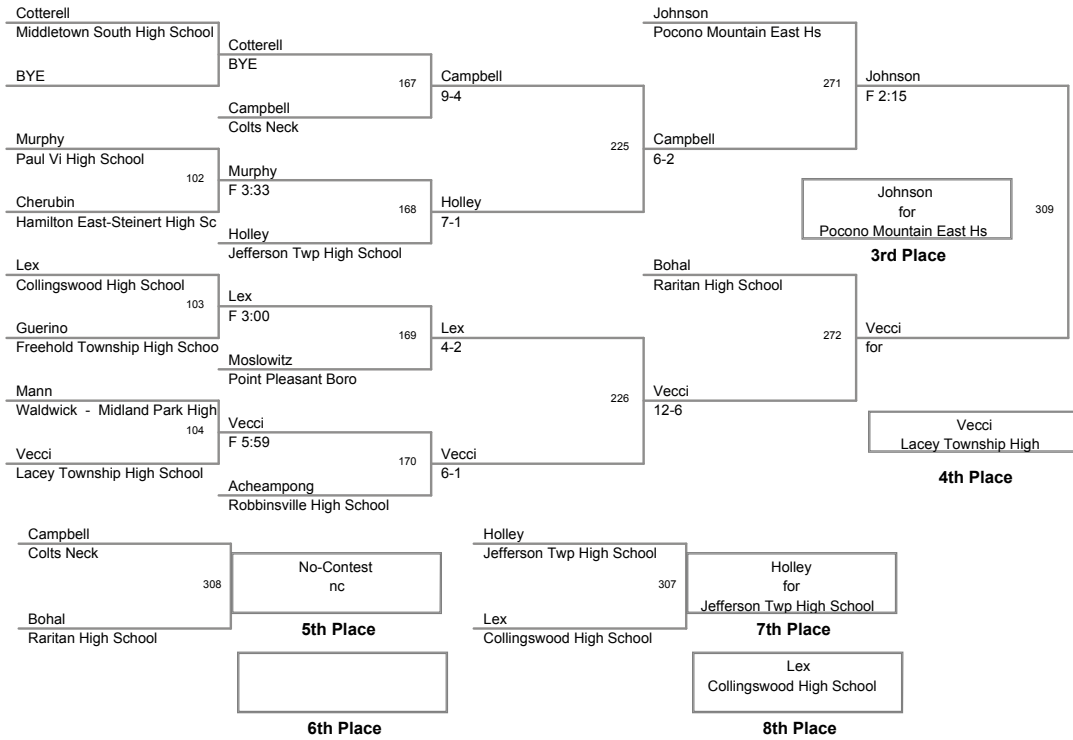 Cotterell
Middletown South High School
BYE
Murphy
Paul Vi High School
102
Cherubin
Hamilton East-Steinert High Sc
Lex
Collingswood High School
103
Guerino
Freehold Township High Schoo
Mann
Waldwick - Midland Park High
104
Vecci
Lacey Township High School
Cotterell
BYE
167
Campbell
Colts Neck
Murphy
F 3:33
168
Holley
Jefferson Twp High School
Lex
F 3:00
169
Moslowitz
Point Pleasant Boro
Vecci
F 5:59
170
Acheampong
Robbinsville High School
Campbell
9-4
225
Holley
7-1
Lex
4-2
226
Vecci
6-1
Johnson
Pocono Mountain East Hs
271
Campbell
6-2
Bohal
Raritan High School
272
Vecci
12-6
Johnson
F 2:15
309
Vecci
for
Johnson
for
Pocono Mountain East Hs
3rd Place
Vecci
Lacey Township High
4th Place
Campbell
Colts Neck
308
Bohal
Raritan High School
No-Contest
nc
5th Place
6th Place
Holley
Jefferson Twp High School
307
Lex
Collingswood High School
Holley
for
Jefferson Twp High School
7th Place
Lex
Collingswood High School
8th Place